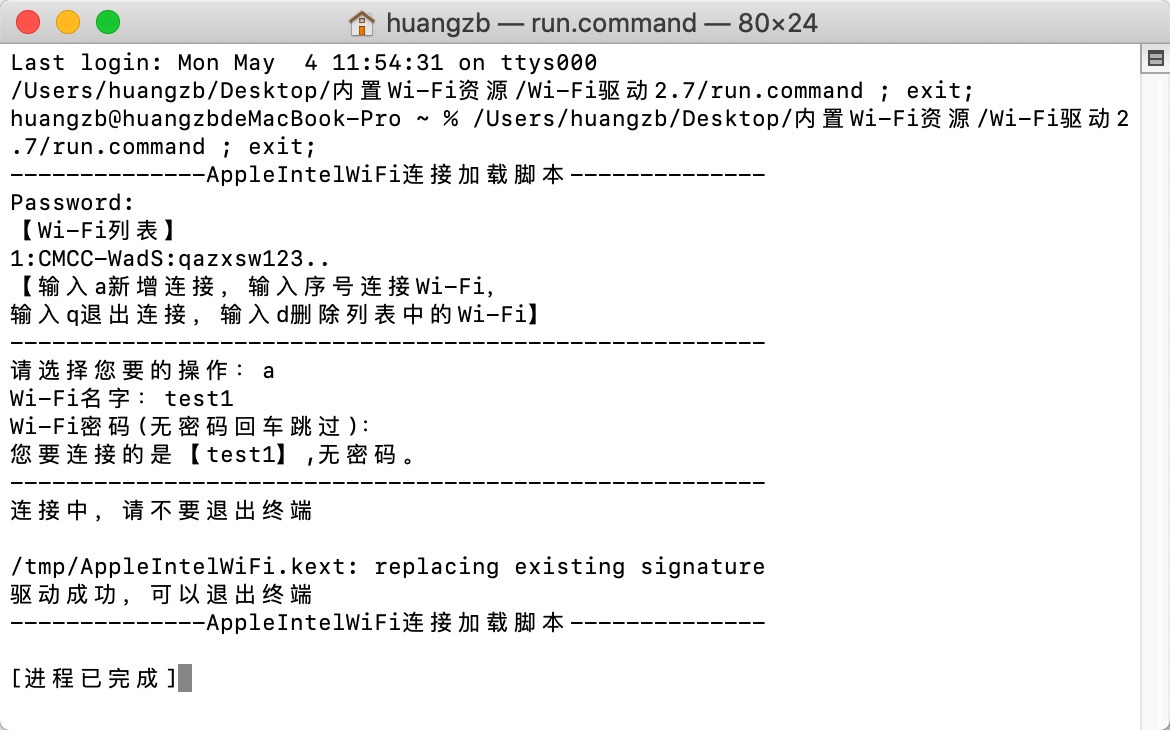 huangzb — run.command — 80×24
Last login: Mon May  4 11:54:31 on ttys000
/Users/huangzb/Desktop/内置Wi-Fi资源/Wi-Fi驱动2.7/run.command ; exit;
huangzb@huangzbdeMacBook-Pro ~ % /Users/huangzb/Desktop/内置Wi-Fi资源/Wi-Fi驱动2
.7/run.command ; exit;
--------------AppleIntelWiFi连接加载脚本--------------
Password:
【Wi-Fi列表】
1:CMCC-WadS:qazxsw123..
【输入a新增连接，输入序号连接Wi-Fi，
输入q退出连接，输入d删除列表中的Wi-Fi】
------------------------------------------------------
请选择您要的操作：a
Wi-Fi名字：test1
Wi-Fi密码(无密码回车跳过)：
您要连接的是【test1】,无密码。
------------------------------------------------------
连接中，请不要退出终端
/tmp/AppleIntelWiFi.kext: replacing existing signature
驱动成功，可以退出终端
--------------AppleIntelWiFi连接加载脚本--------------
[进程已完成]